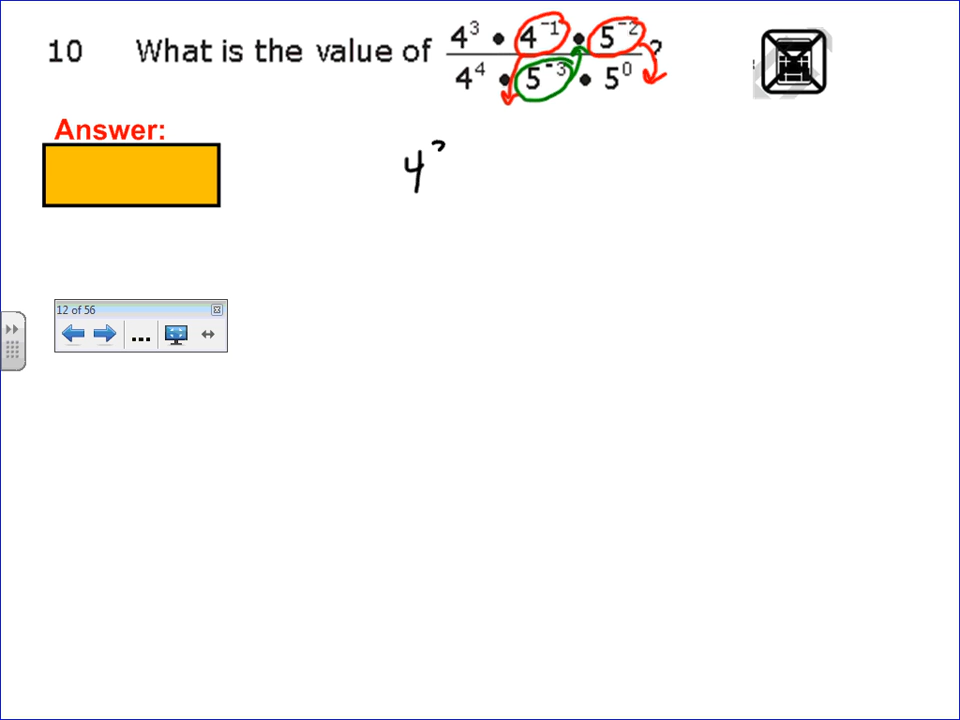 10 What is the value of (4³ • 4⁻¹ • 5⁻²)/(4⁴ • 5⁻³ • 5⁰) ?
Answer:
4
12 of 56
...